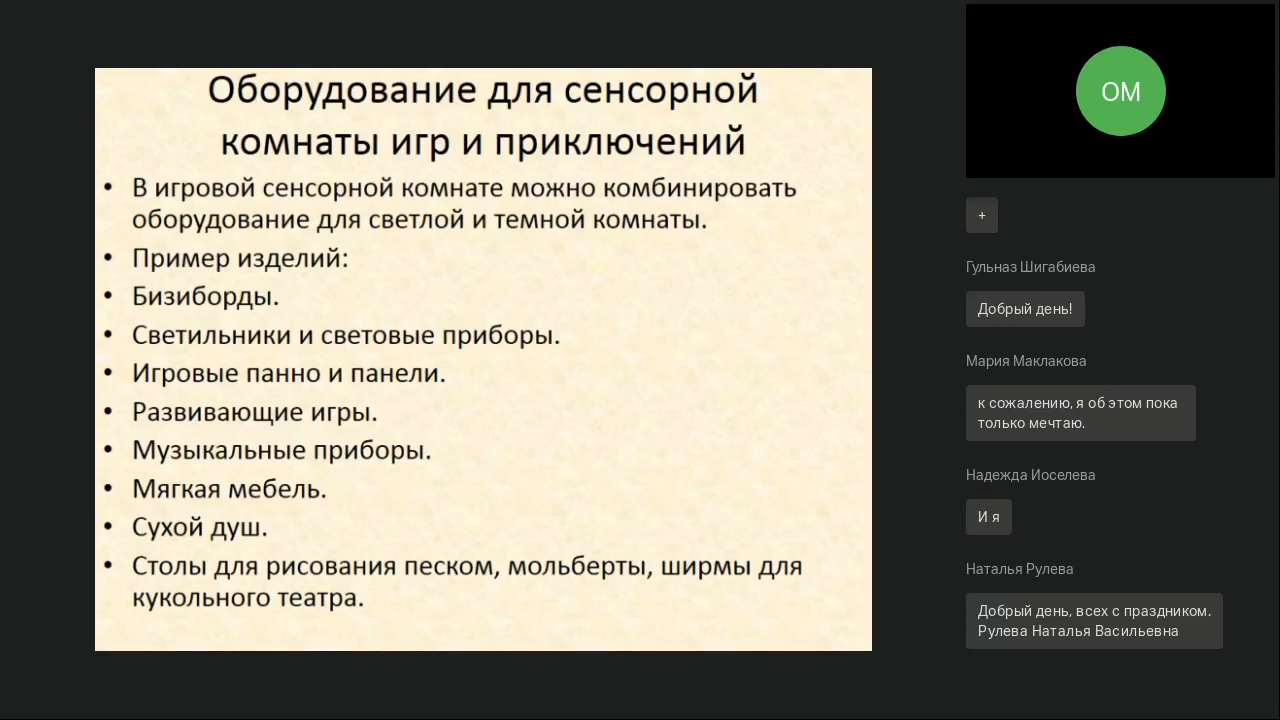 Оборудование для сенсорной
комнаты игр и приключений
• В игровой сенсорной комнате можно комбинировать
оборудование для светлой и темной комнаты.
• Пример изделий:
• Бизиборды.
• Светильники и световые приборы.
• Игровые панно и панели.
• Развивающие игры.
• Музыкальные приборы.
• Мягкая мебель.
• Сухой душ.
• Столы для рисования песком, мольберты, ширмы для
кукольного театра.
ОМ
+
Гульназ Шигабиева
Добрый день!
Мария Маклакова
к сожалению, я об этом пока
только мечтаю.
Надежда Иоселева
И я
Наталья Рулева
Добрый день, всех с праздником.
Рулева Наталья Васильевна